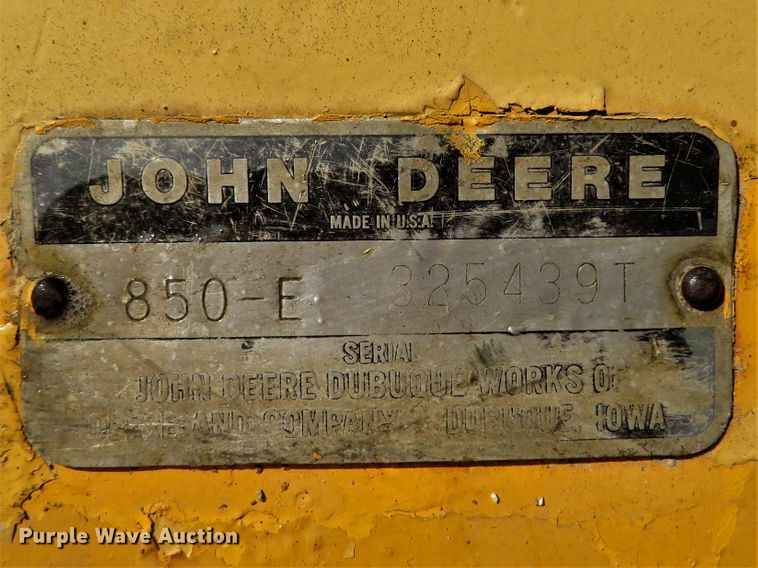 JOHN DEERE
MADE IN U.S.A.
850-E 325439T
SERIAL
JOHN DEERE DUBUQUE WORKS OF
DEERE AND COMPANY DUBUQUE, IOWA
Purple Wave Auction